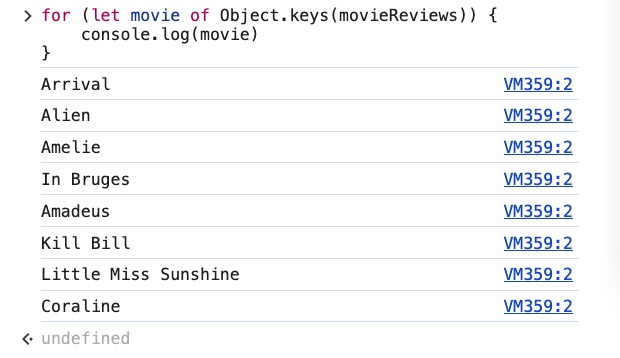 for (let movie of Object.keys(movieReviews)) {
    console.log(movie)
}
Arrival VM359:2
Alien VM359:2
Amelie VM359:2
In Bruges VM359:2
Amadeus VM359:2
Kill Bill VM359:2
Little Miss Sunshine VM359:2
Coraline VM359:2
undefined